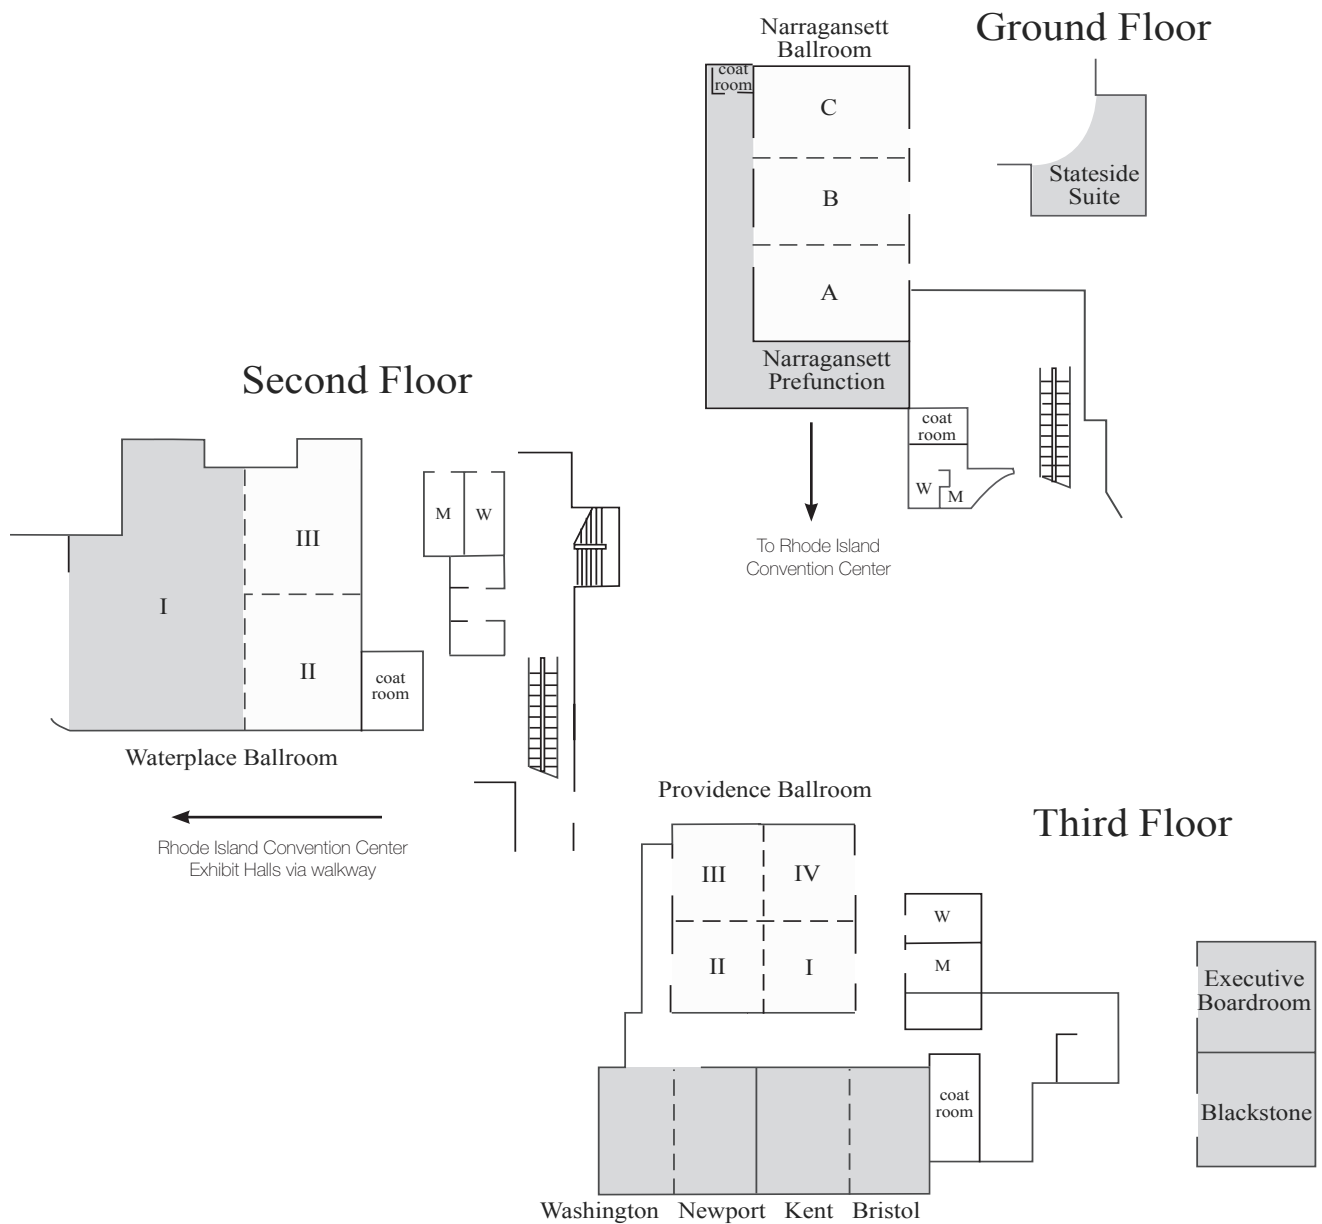 Ground Floor
Narragansett
Ballroom
coat
room
C
B
A
Stateside
Suite
Narragansett
Prefunction
coat
room
W
M
To Rhode Island
Convention Center
Second Floor
III
I
II
M
W
coat
room
Waterplace Ballroom
Rhode Island Convention Center
Exhibit Halls via walkway
Third Floor
Providence Ballroom
III
IV
II
I
W
M
coat
room
Executive
Boardroom
Blackstone
Washington
Newport
Kent
Bristol